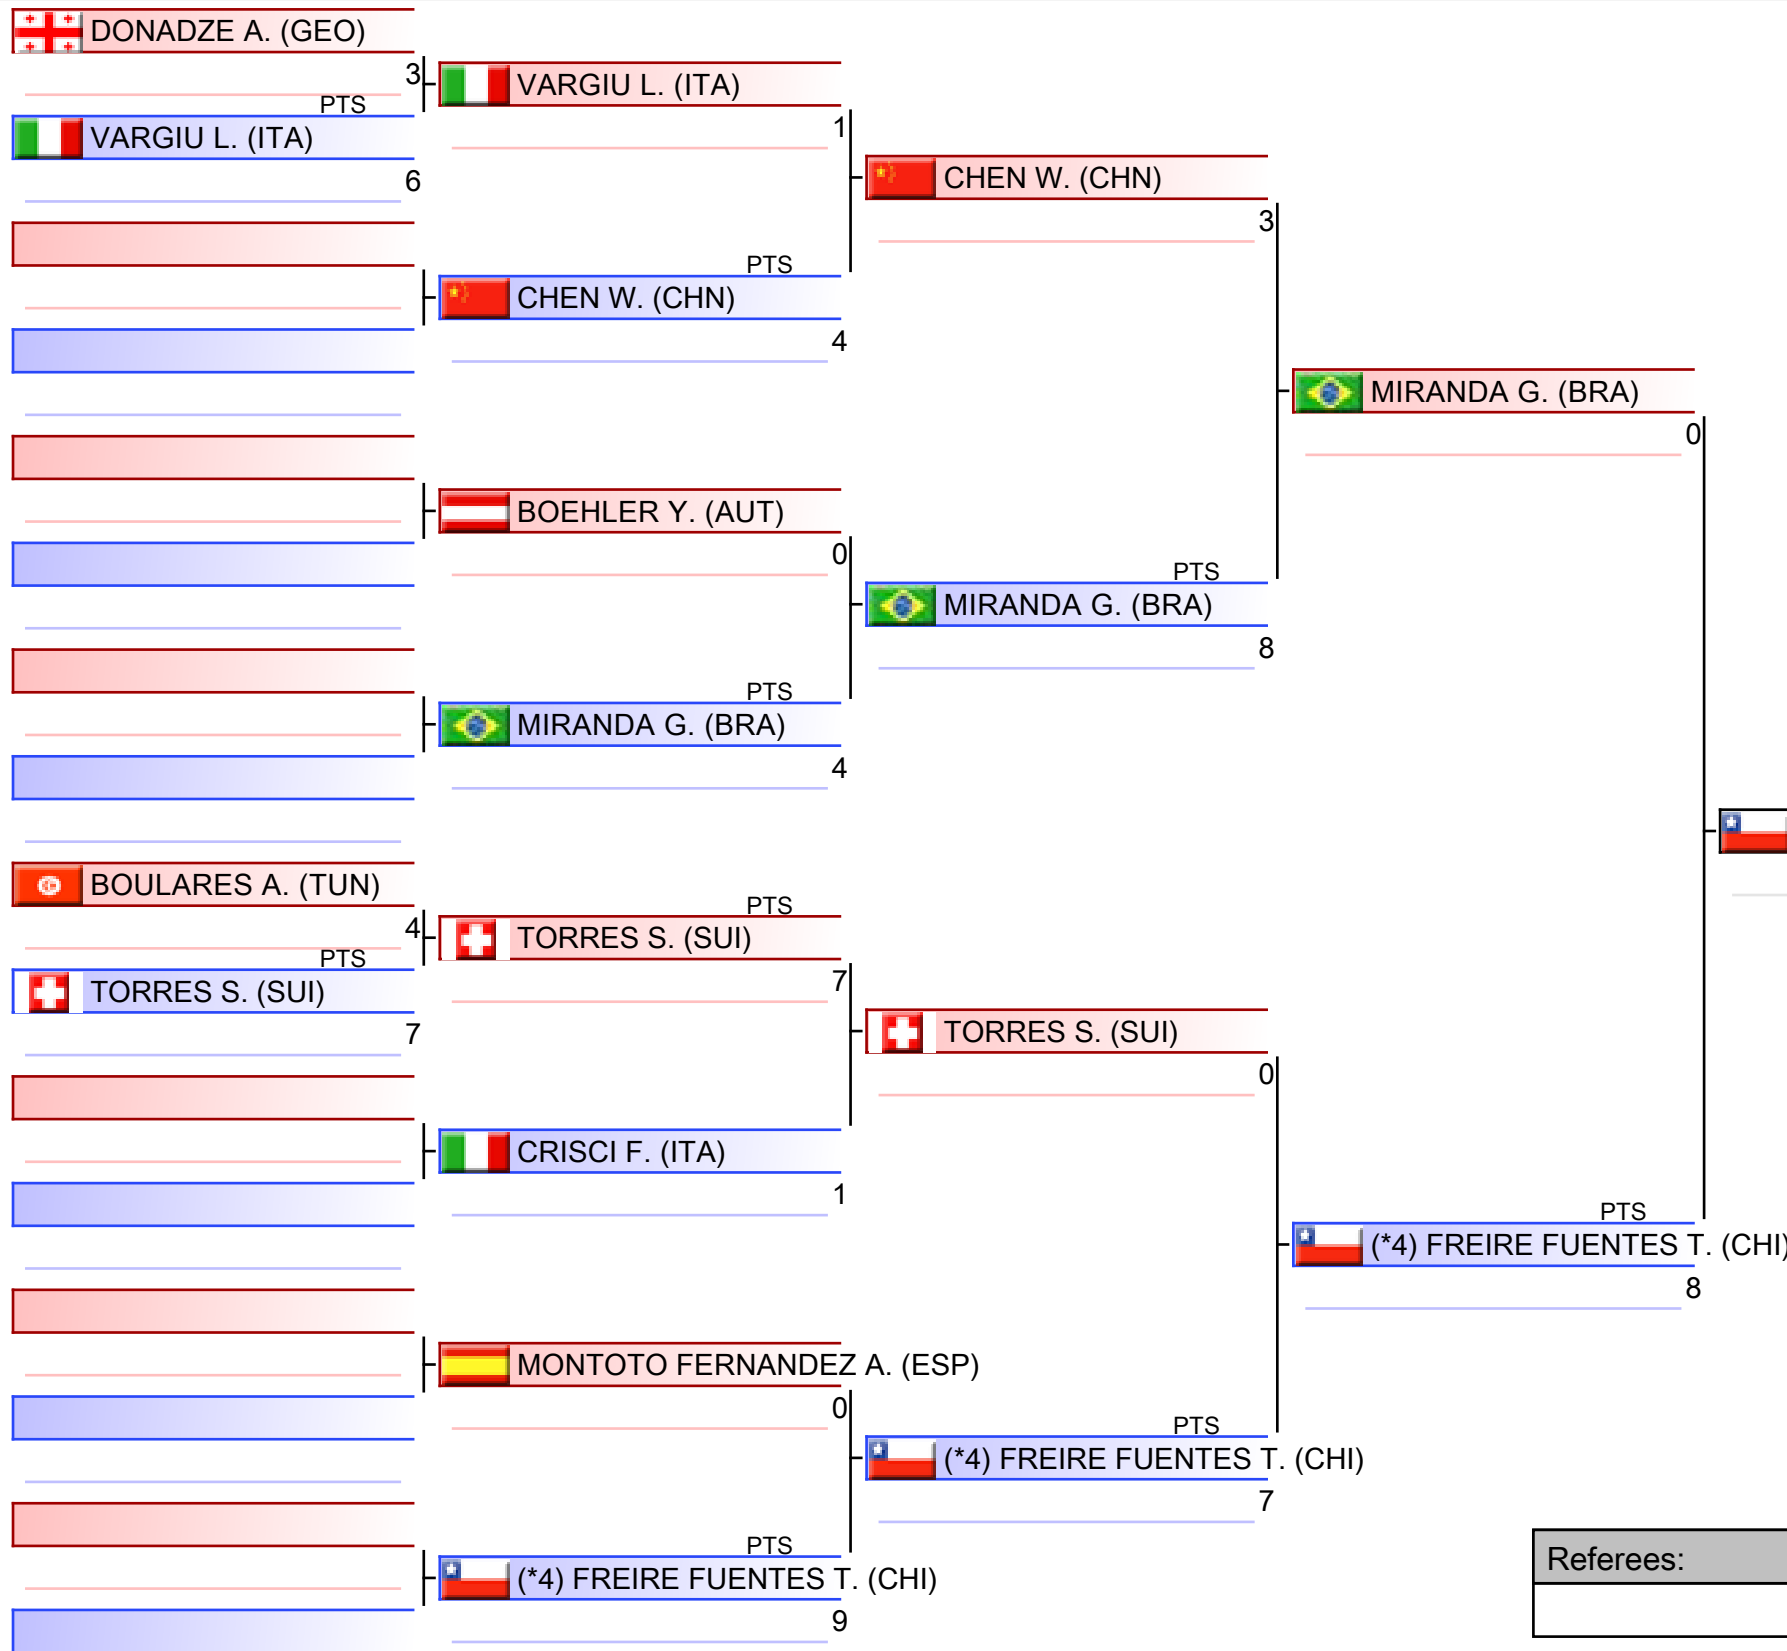 DONADZE A. (GEO)
3
PTS
VARGIU L. (ITA)
6
VARGIU L. (ITA)
1
PTS
CHEN W. (CHN)
4
CHEN W. (CHN)
3
BOEHLER Y. (AUT)
0
PTS
MIRANDA G. (BRA)
4
PTS
MIRANDA G. (BRA)
8
MIRANDA G. (BRA)
0
BOULARES A. (TUN)
4
PTS
TORRES S. (SUI)
7
PTS
TORRES S. (SUI)
7
CRISCI F. (ITA)
1
TORRES S. (SUI)
0
MONTOTO FERNANDEZ A. (ESP)
0
PTS
(*4) FREIRE FUENTES T. (CHI)
9
PTS
(*4) FREIRE FUENTES T. (CHI)
7
PTS
(*4) FREIRE FUENTES T. (CHI)
8
Referees: